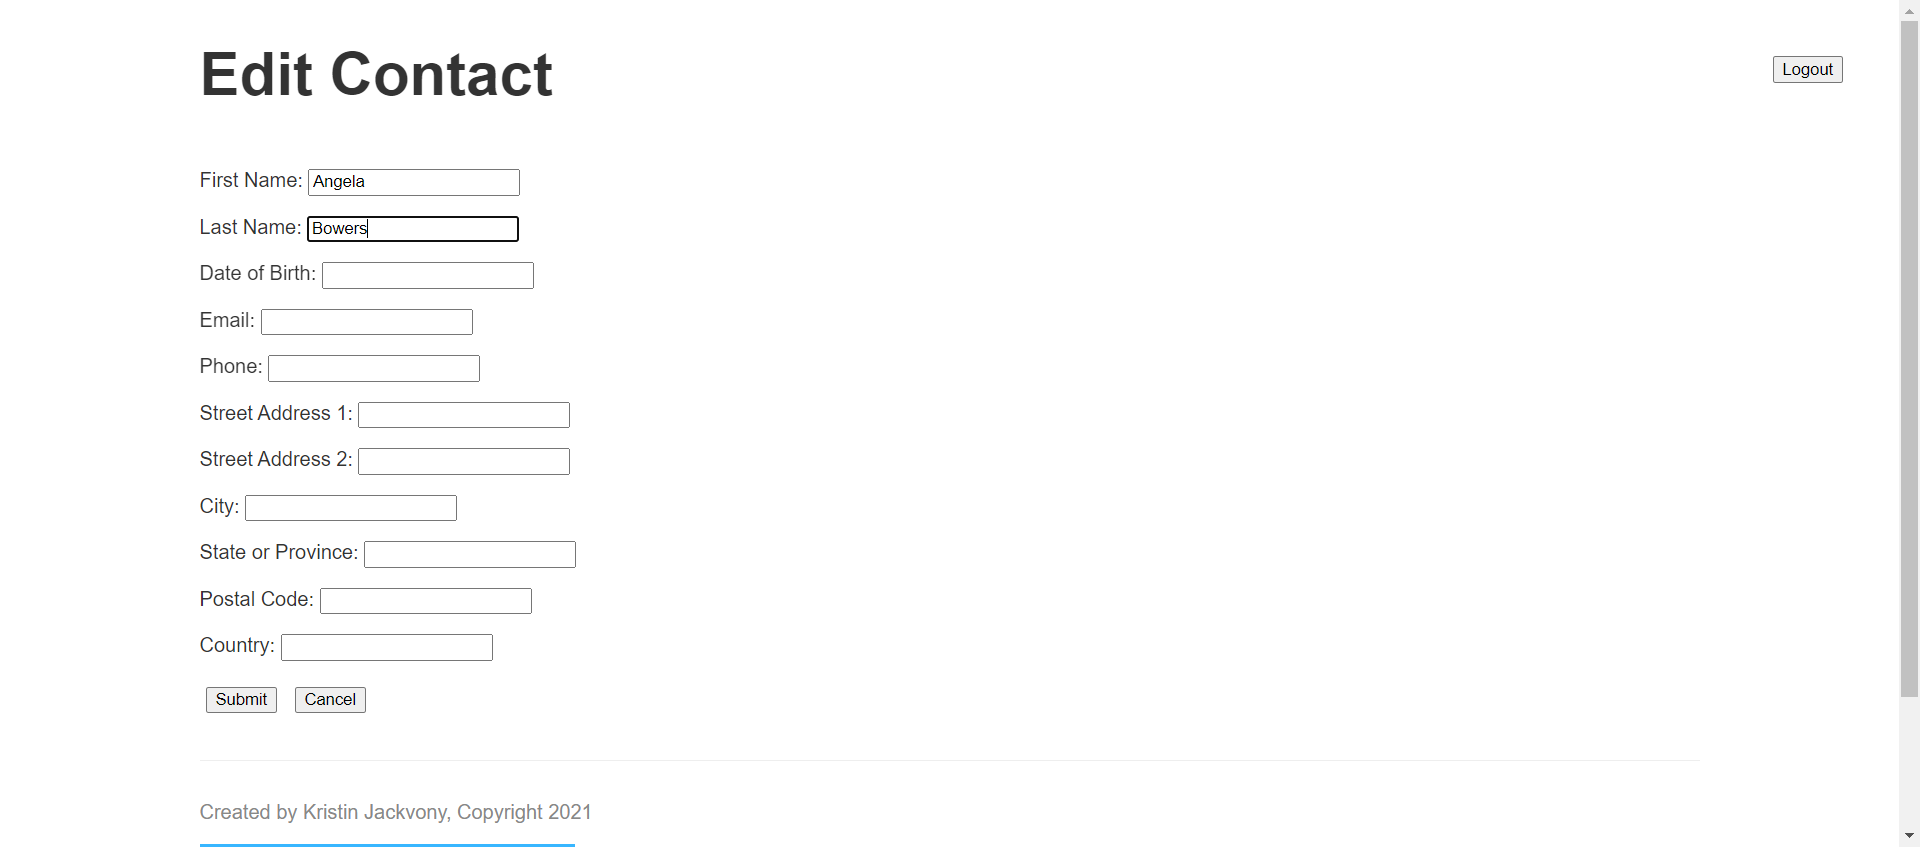 Edit Contact
Logout
First Name: Angela
Last Name: Bowers
Date of Birth:
Email:
Phone:
Street Address 1:
Street Address 2:
City:
State or Province:
Postal Code:
Country:
Submit Cancel
Created by Kristin Jackvony, Copyright 2021